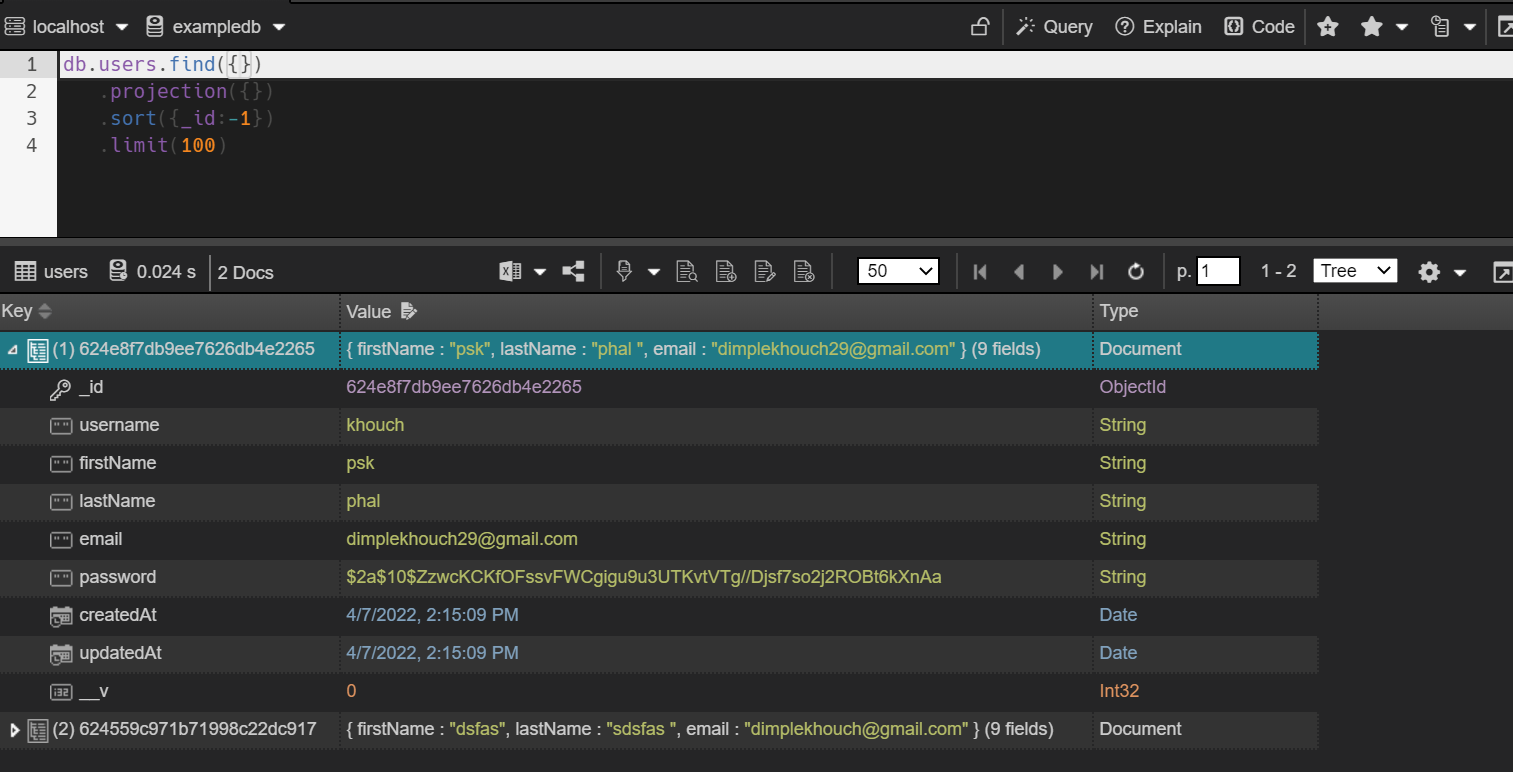 localhost exampledb Query Explain Code
1 db.users.find({})
2 .projection({})
3 .sort({_id:-1})
4 .limit(100)
users 0.024 s 2 Docs 50 p. 1 1 - 2 Tree
Key Value Type
(1) 624e8f7db9ee7626db4e2265 { firstName : "psk", lastName : "phal ", email : "dimplekhouch29@gmail.com" } (9 fields) Document
_id 624e8f7db9ee7626db4e2265 ObjectId
username khouch String
firstName psk String
lastName phal String
email dimplekhouch29@gmail.com String
password $2a$10$ZzwcKCKfOFssvFWCgigu9u3UTKvtVTg//Djsf7so2j2ROBt6kXnAa String
createdAt 4/7/2022, 2:15:09 PM Date
updatedAt 4/7/2022, 2:15:09 PM Date
__v 0 Int32
(2) 624559c971b71998c22dc917 { firstName : "dsfas", lastName : "sdsfas ", email : "dimplekhouch@gmail.com" } (9 fields) Document